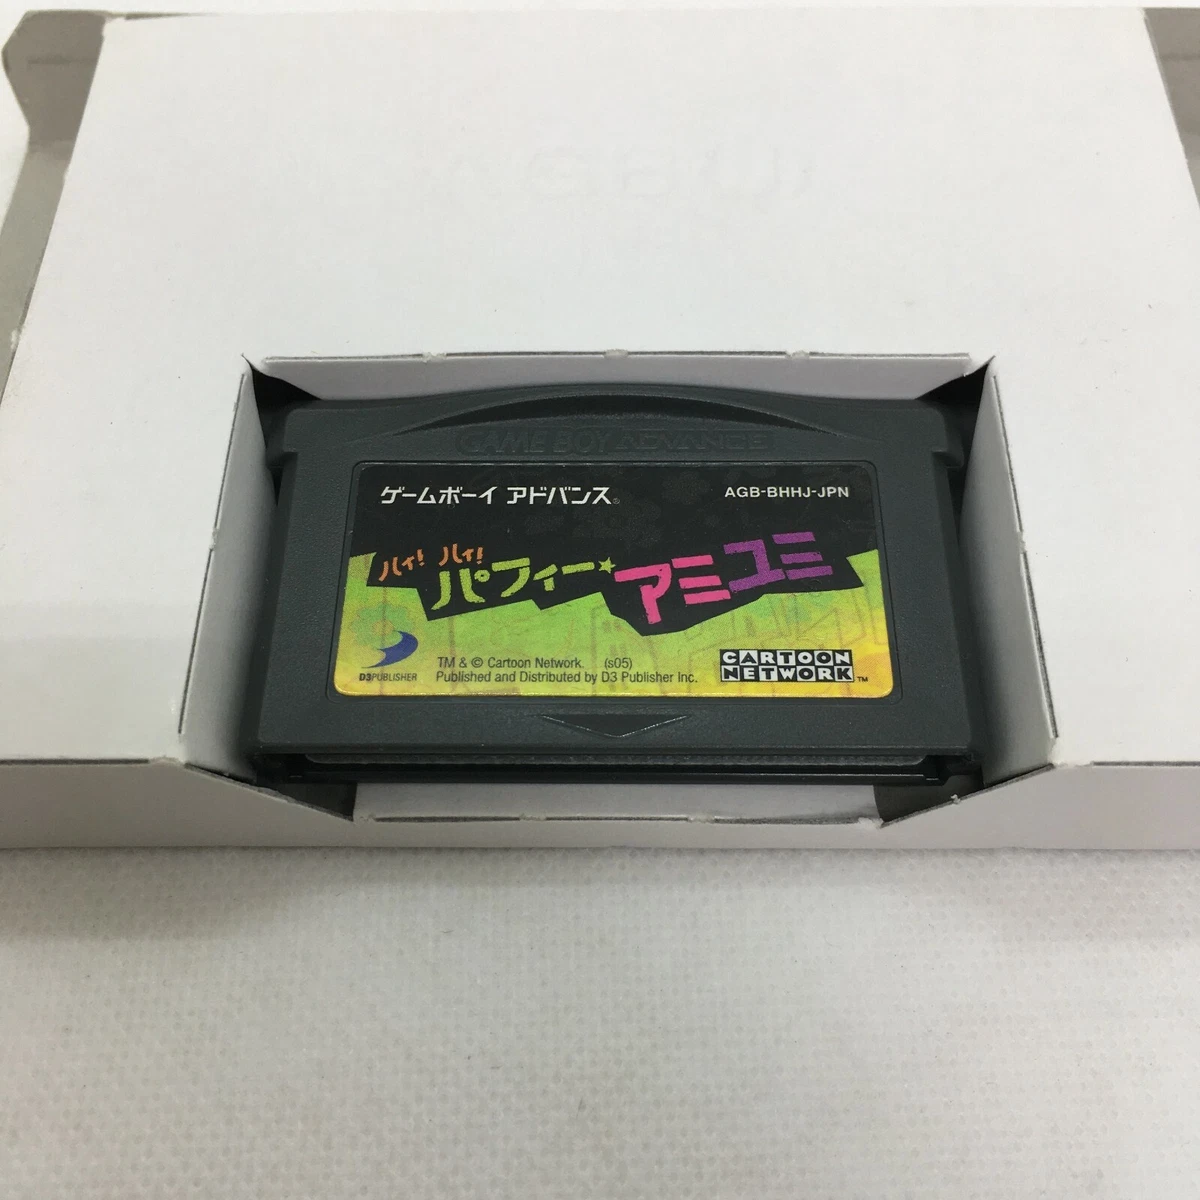 GAME BOY ADVANCE
ゲームボーイ アドバンス®
AGB-BHHJ-JPN
ハイ! ハイ!
パフィー★アミユミ
D3PUBLISHER
TM & © Cartoon Network. (s05)
Published and Distributed by D3 Publisher Inc.
CARTOON
NETWORK™